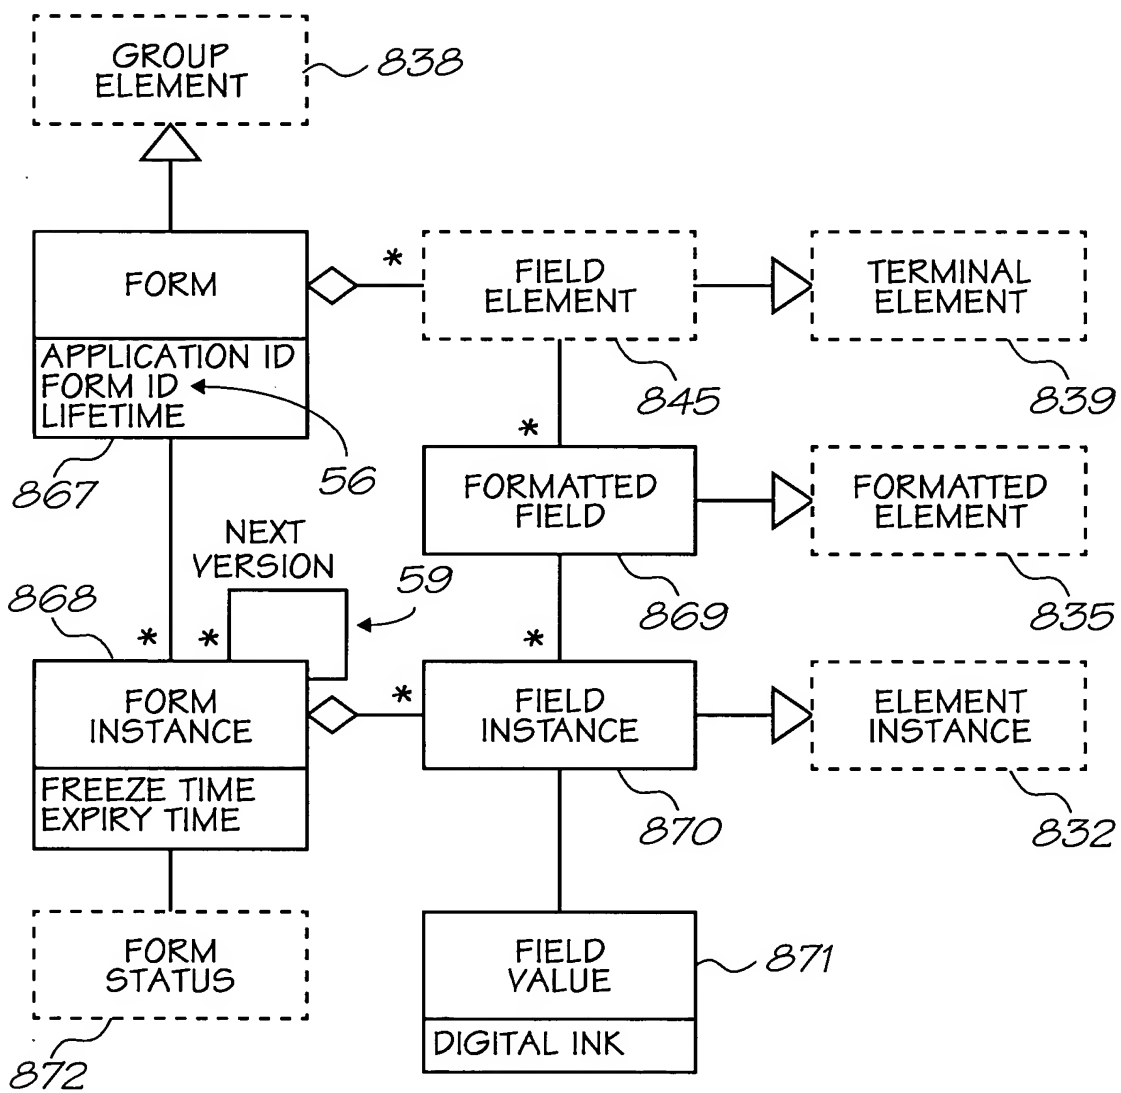 GROUP
ELEMENT
838
FORM
*
FIELD
ELEMENT
TERMINAL
ELEMENT
APPLICATION ID
FORM ID
LIFETIME
845
839
867
56
*
FORMATTED
FIELD
FORMATTED
ELEMENT
NEXT
VERSION
59
868
869
835
*
*
*
FORM
INSTANCE
*
FIELD
INSTANCE
ELEMENT
INSTANCE
FREEZE TIME
EXPIRY TIME
870
832
FORM
STATUS
FIELD
VALUE
871
DIGITAL INK
872